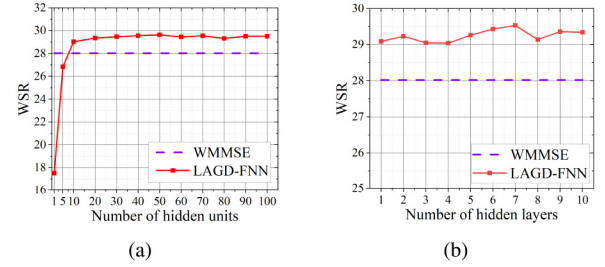 32
30
28
26
24
22
20
18
16
WSR
WMMSE
LAGD-FNN
1 5 10 20 30 40 50 60 70 80 90 100
Number of hidden units
(a)
30
29
28
27
26
25
WSR
WMMSE
LAGD-FNN
1 2 3 4 5 6 7 8 9 10
Number of hidden layers
(b)